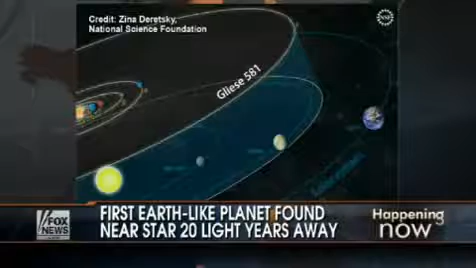 Credit: Zina Deretsky,
National Science Foundation
NSF
Gliese 581
FIRST EARTH-LIKE PLANET FOUND
NEAR STAR 20 LIGHT YEARS AWAY
FOX
NEWS
Happening
now